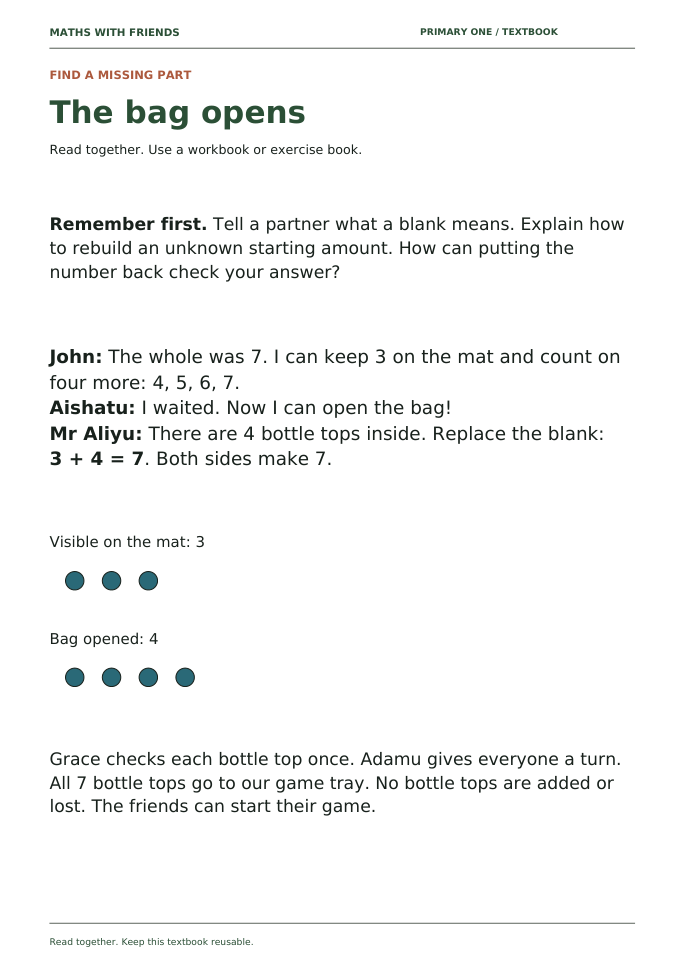 MATHS WITH FRIENDS
PRIMARY ONE / TEXTBOOK
FIND A MISSING PART
The bag opens
Read together. Use a workbook or exercise book.
Remember first. Tell a partner what a blank means. Explain how
to rebuild an unknown starting amount. How can putting the
number back check your answer?
John: The whole was 7. I can keep 3 on the mat and count on
four more: 4, 5, 6, 7.
Aishatu: I waited. Now I can open the bag!
Mr Aliyu: There are 4 bottle tops inside. Replace the blank:
3 + 4 = 7. Both sides make 7.
Visible on the mat: 3
Bag opened: 4
Grace checks each bottle top once. Adamu gives everyone a turn.
All 7 bottle tops go to our game tray. No bottle tops are added or
lost. The friends can start their game.
Read together. Keep this textbook reusable.